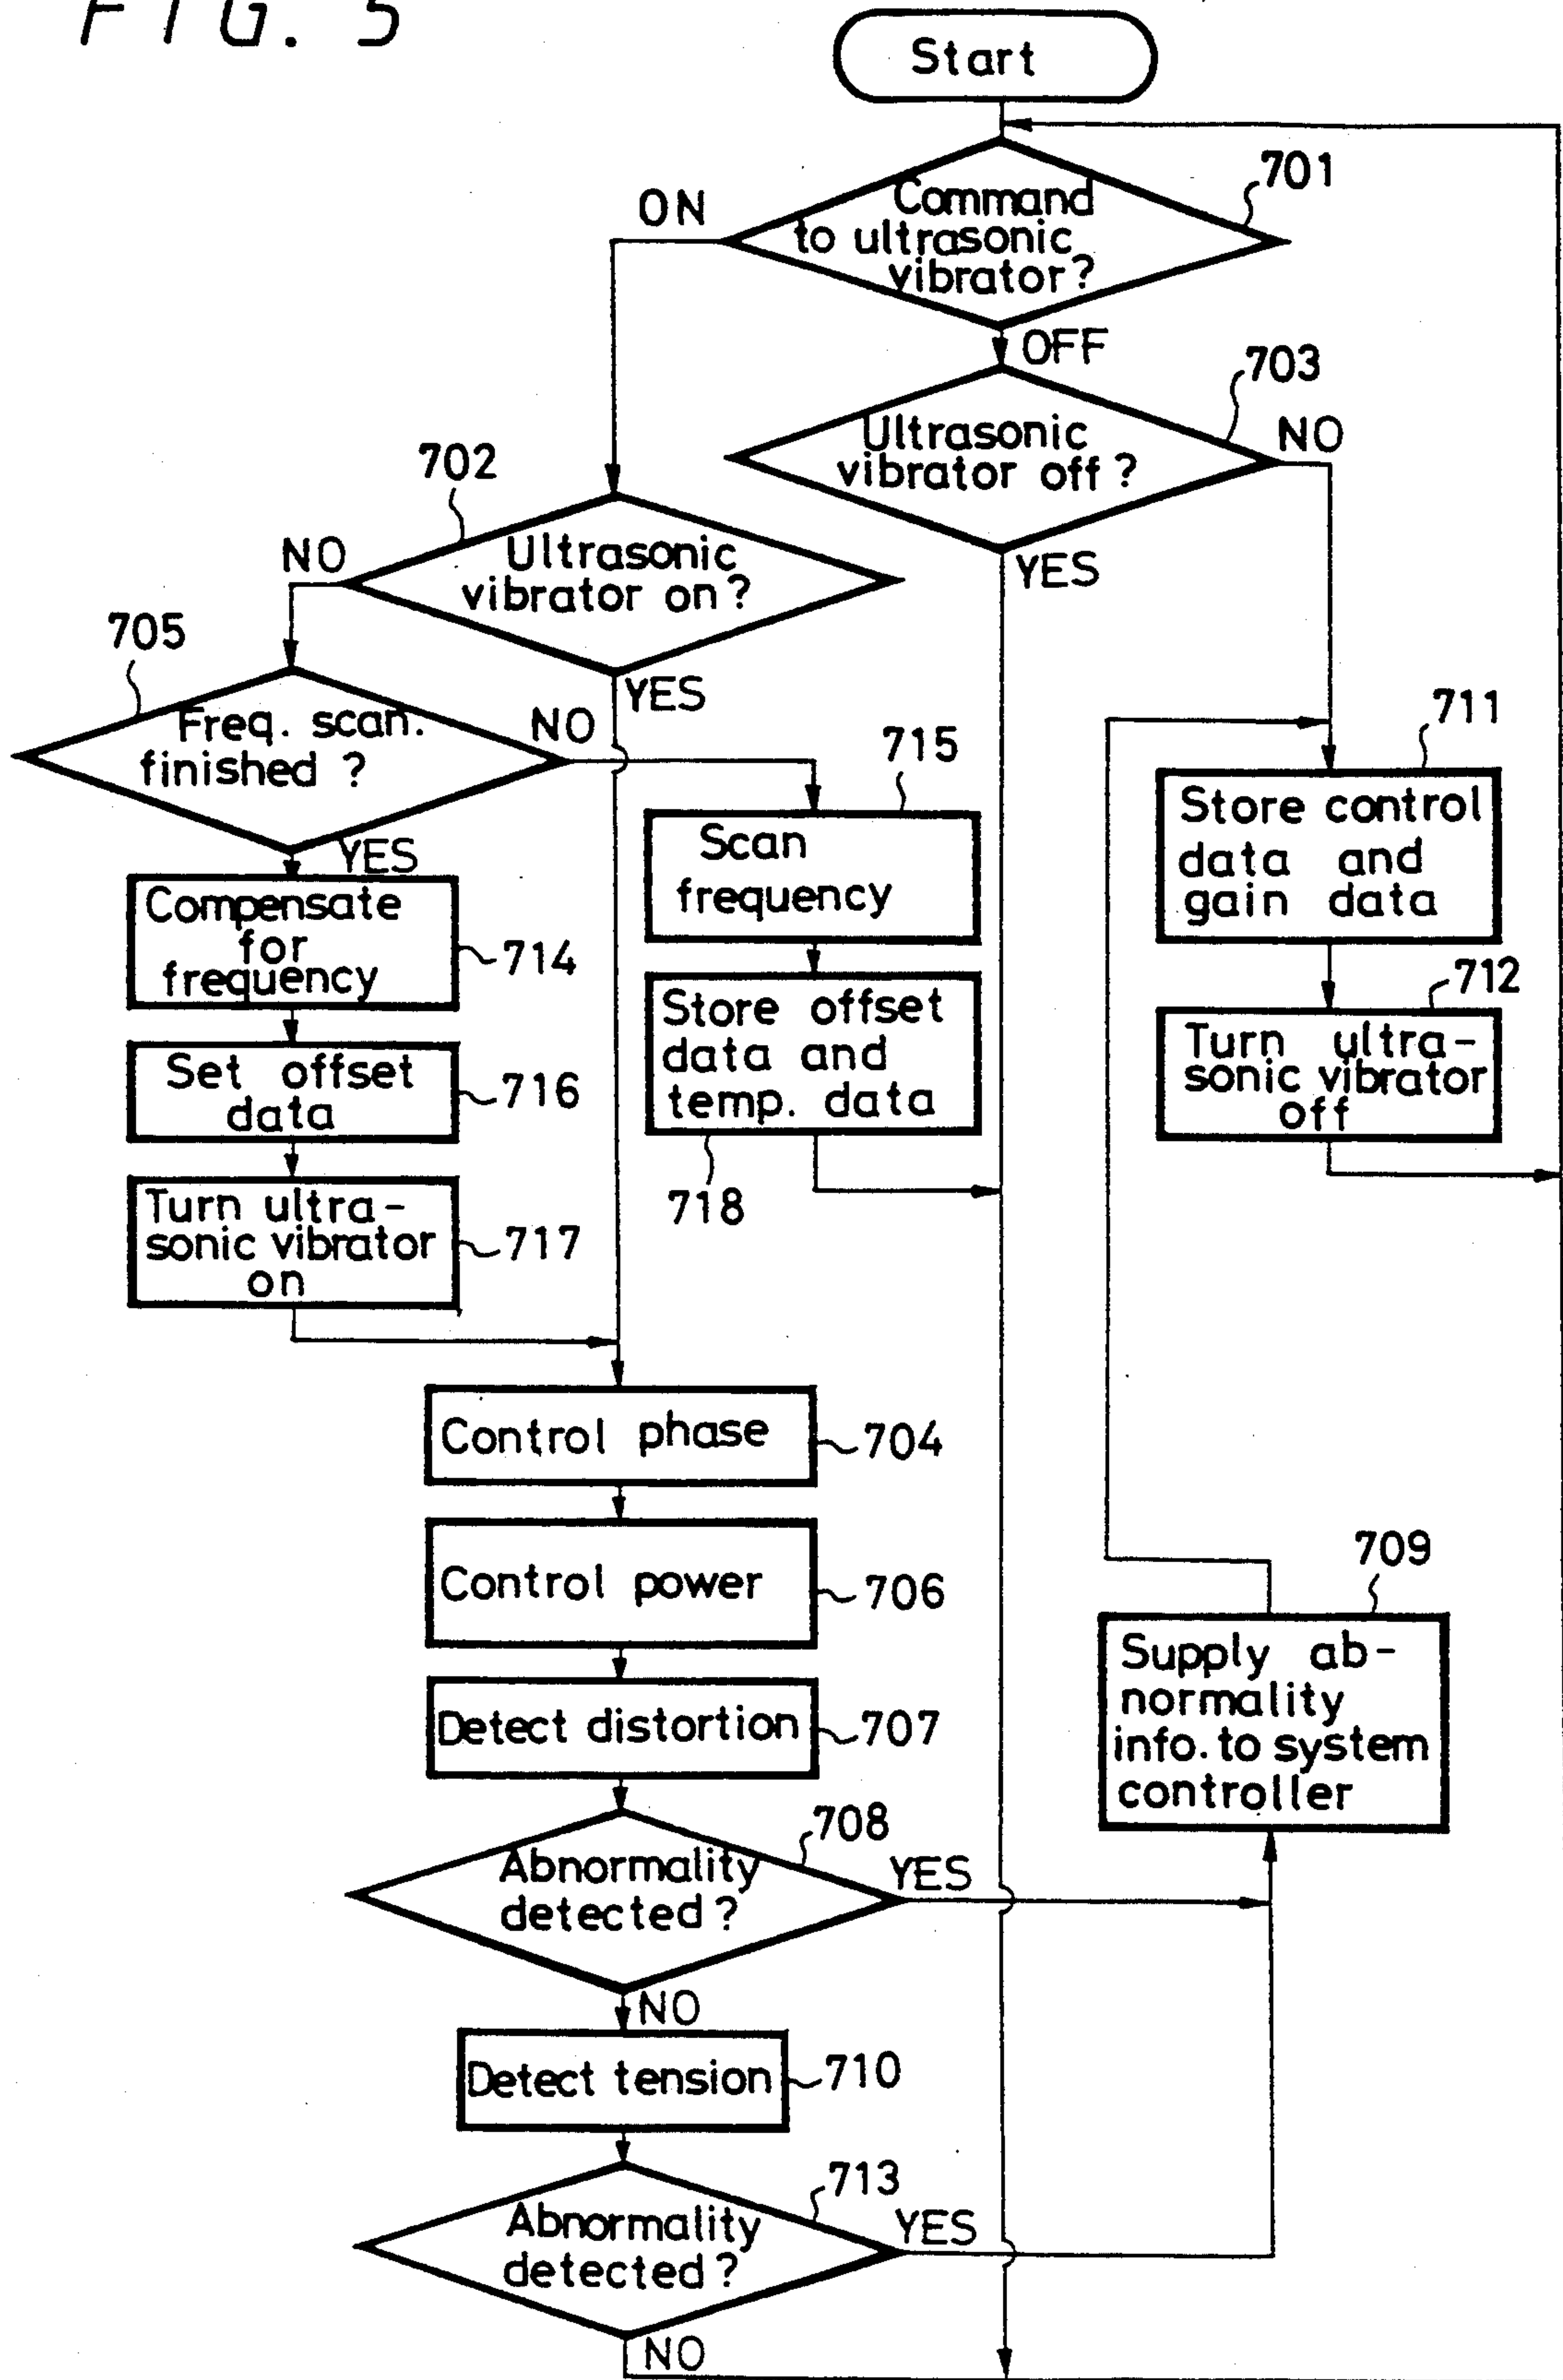 FIG. 5
Start
701
Command
to ultrasonic
vibrator?
ON
OFF
703
Ultrasonic
vibrator off?
NO
YES
702
Ultrasonic
vibrator on?
NO
YES
705
Freq. scan.
finished ?
NO
YES
715
Scan
frequency
711
Store control
data and
gain data
Compensate
for
frequency
714
Store offset
data and
temp. data
718
712
Turn ultra-
sonic vibrator
off
Set offset
data
716
Turn ultra-
sonic vibrator
on
717
Control phase
704
Control power
706
709
Supply ab-
normality
info. to system
controller
Detect distortion
707
708
Abnormality
detected ?
YES
NO
Detect tension
710
713
Abnormality
detected ?
YES
NO